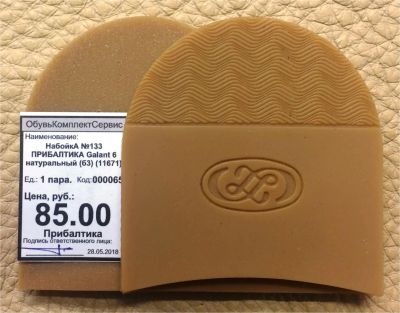 ОбувьКомплектСервис
Наименование:
НабойкА №133
ПРИБАЛТИКА Galant 6
натуральный (63) (11671)
Ед.: 1 пара. Код:000065
Цена, руб.:
85.00
Прибалтика
Подпись ответственного лица:
28.05.2018